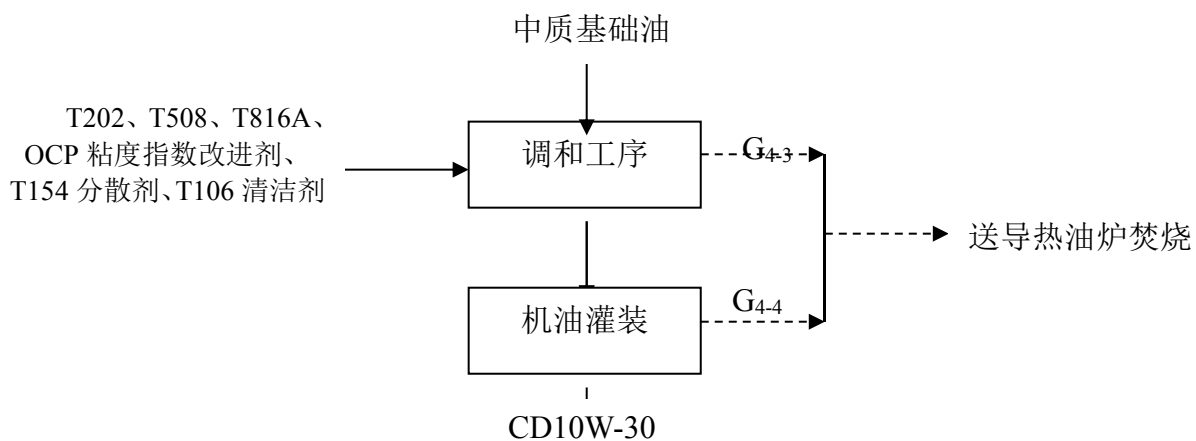 中质基础油
T202、T508、T816A、
OCP 粘度指数改进剂、
T154 分散剂、T106 清洁剂
调和工序
G4-3
送导热油炉焚烧
机油灌装
G4-4
CD10W-30